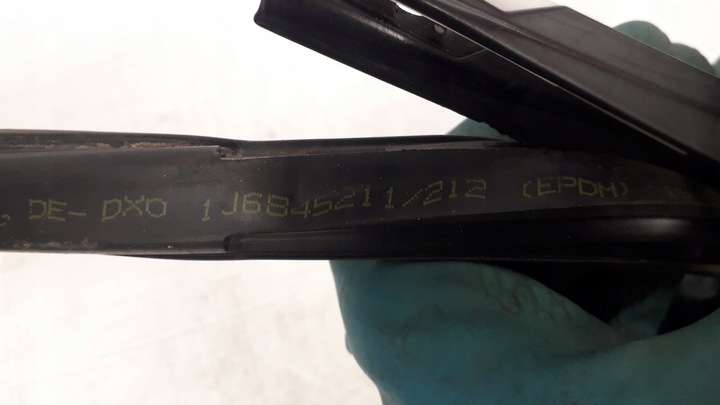 DE- DXO 1J6845211/212 (EPDM)